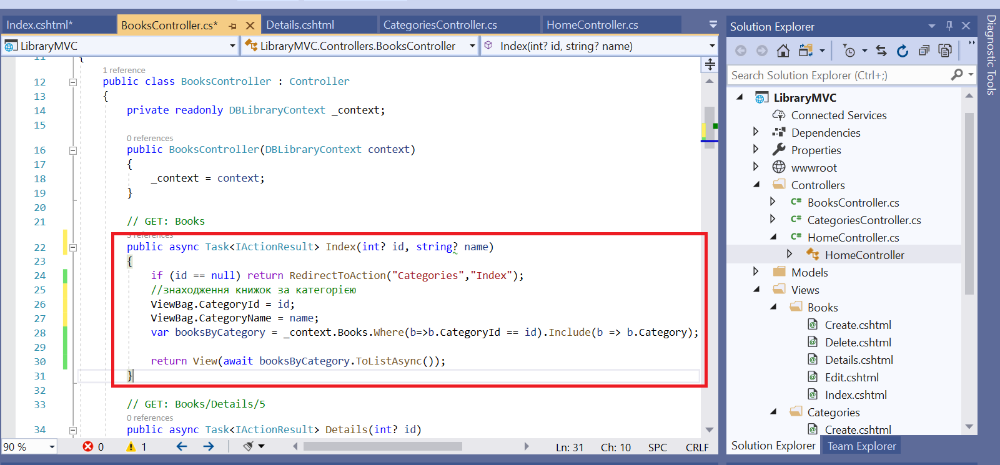 Index.cshtml*
BooksController.cs*
Details.cshtml
CategoriesController.cs
HomeController.cs
LibraryMVC
LibraryMVC.Controllers.BooksController
Index(int? id, string? name)
11 {
1 reference
12 public class BooksController : Controller
13 {
14 private readonly DBLibraryContext _context;
15
0 references
16 public BooksController(DBLibraryContext context)
17 {
18 _context = context;
19 }
20
21 // GET: Books
3 references
22 public async Task<IActionResult> Index(int? id, string? name)
23 {
24 if (id == null) return RedirectToAction("Categories","Index");
25 //знаходження книжок за категорією
26 ViewBag.CategoryId = id;
27 ViewBag.CategoryName = name;
28 var booksByCategory = _context.Books.Where(b=>b.CategoryId == id).Include(b => b.Category);
29
30 return View(await booksByCategory.ToListAsync());
31 }
32
33 // GET: Books/Details/5
0 references
34 public async Task<IActionResult> Details(int? id)
90 %
0
1
Ln: 31
Ch: 10
SPC
CRLF
Solution Explorer
Search Solution Explorer (Ctrl+;)
LibraryMVC
Connected Services
Dependencies
Properties
wwwroot
Controllers
C# BooksController.cs
C# CategoriesController.cs
C# HomeController.cs
HomeController
Models
Views
Books
Create.cshtml
Delete.cshtml
Details.cshtml
Edit.cshtml
Index.cshtml
Categories
Create.cshtml
Solution Explorer
Team Explorer
Diagnostic Tools